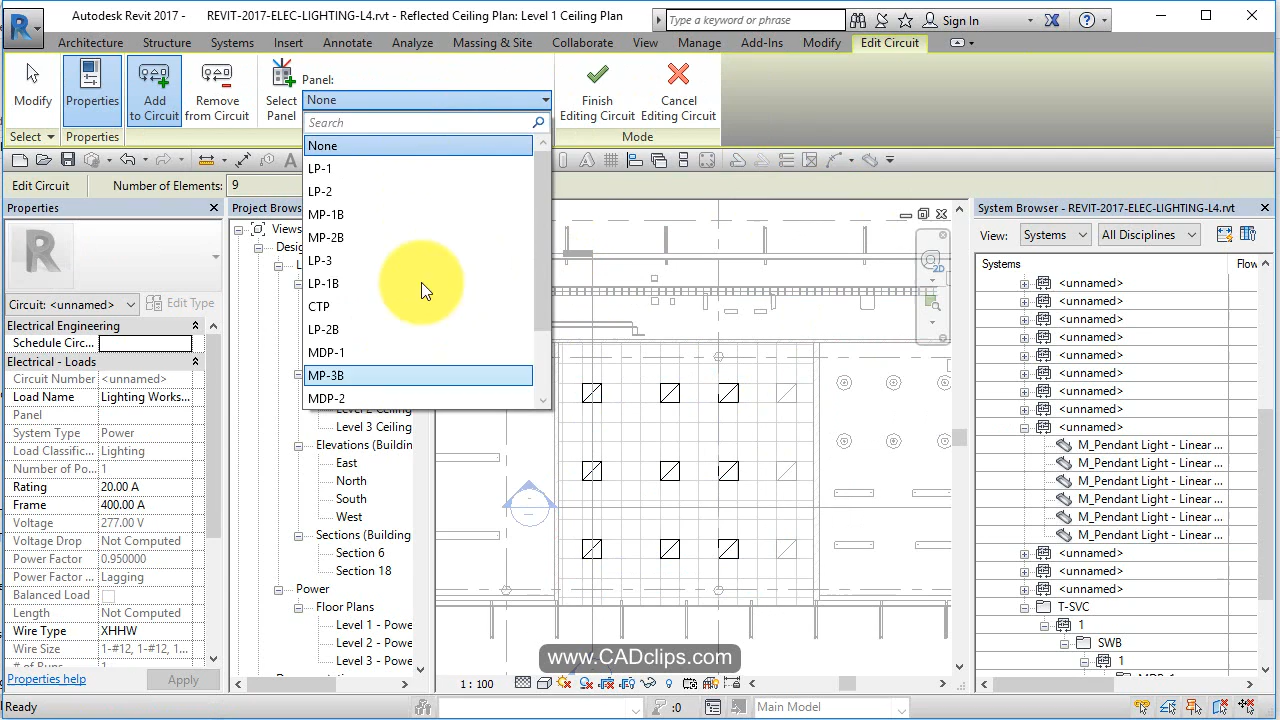 Autodesk Revit 2017 -
REVIT-2017-ELEC-LIGHTING-L4.rvt - Reflected Ceiling Plan: Level 1 Ceiling Plan
Type a keyword or phrase
Sign In
Architecture Structure Systems Insert Annotate Analyze Massing & Site Collaborate View Manage Add-Ins Modify Edit Circuit
Modify
Properties
Add to Circuit
Remove from Circuit
Select Panel
Panel:
None
Finish Editing Circuit
Cancel Editing Circuit
Select
Properties
Mode
Search
None
LP-1
LP-2
MP-1B
MP-2B
LP-3
LP-1B
CTP
LP-2B
MDP-1
MP-3B
MDP-2
Edit Circuit
Number of Elements: 9
Properties
Circuit: <unnamed>
Edit Type
Electrical Engineering
Schedule Circ...
Electrical - Loads
Circuit Number <unnamed>
Load Name Lighting Works...
Panel
System Type Power
Load Classific... Lighting
Number of Po... 1
Rating 20.00 A
Frame 400.00 A
Voltage 277.00 V
Voltage Drop Not Computed
Power Factor 0.950000
Power Factor ... Lagging
Balanced Load
Length Not Computed
Wire Type XHHW
Wire Size 1-#12, 1-#12, 1-#...
# of Runs 1
Properties help
Apply
Project Brows
Views
Desig
Level 2 Ceiling
Level 3 Ceiling
Elevations (Building
East
North
South
West
Sections (Building
Section 6
Section 18
Power
Floor Plans
Level 1 - Powe
Level 2 - Powe
Level 3 - Powe
2D
1 : 100
System Browser - REVIT-2017-ELEC-LIGHTING-L4.rvt
View: Systems All Disciplines
Systems
Flow
<unnamed>
<unnamed>
<unnamed>
<unnamed>
<unnamed>
<unnamed>
<unnamed>
<unnamed>
<unnamed>
M_Pendant Light - Linear ...
M_Pendant Light - Linear ...
M_Pendant Light - Linear ...
M_Pendant Light - Linear ...
M_Pendant Light - Linear ...
M_Pendant Light - Linear ...
<unnamed>
<unnamed>
<unnamed>
T-SVC
1
SWB
1
www.CADclips.com
Ready
:0
Main Model